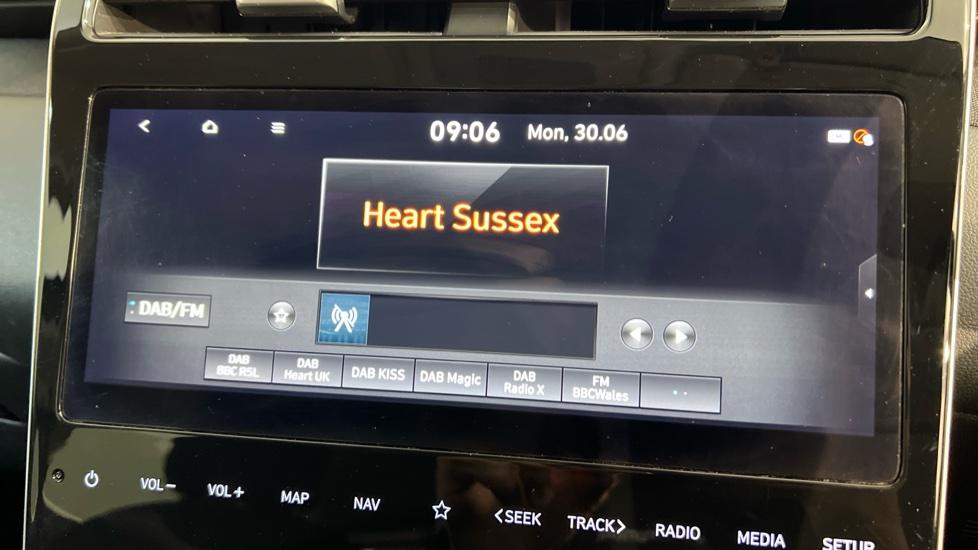 09:06 Mon, 30.06
Heart Sussex
DAB/FM
DAB
BBC R5L
DAB
Heart UK
DAB KISS
DAB Magic
DAB
Radio X
FM
BBCWales
VOL− VOL+ MAP NAV <SEEK TRACK> RADIO MEDIA SETUP